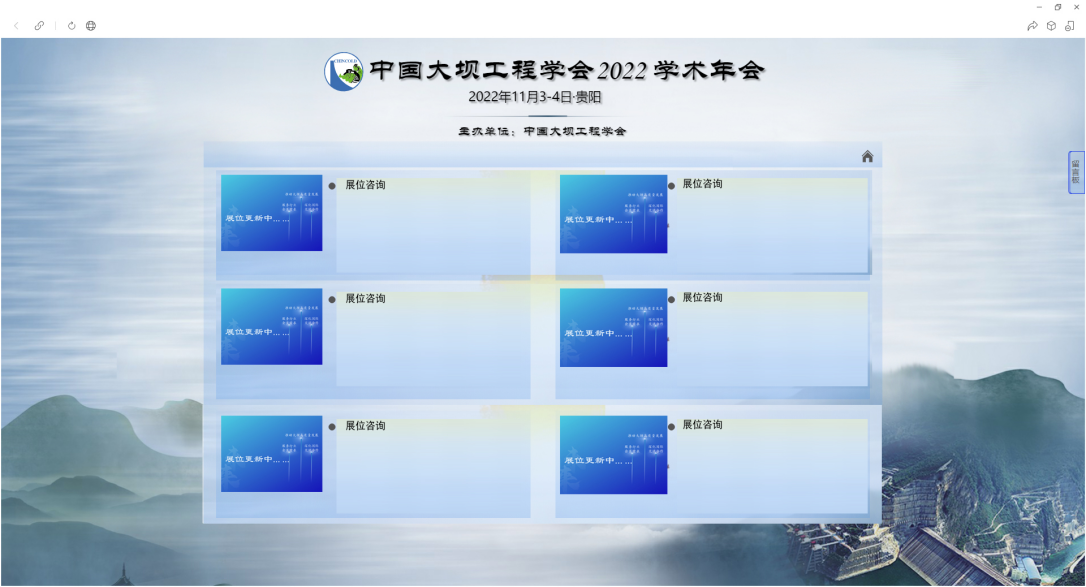 CHINCOLD
中国大坝工程学会2022学术年会
2022年11月3-4日·贵阳
主办单位：中国大坝工程学会
留言板
展位更新中......
展位咨询
展位更新中......
展位咨询
展位更新中......
展位咨询
展位更新中......
展位咨询
展位更新中......
展位咨询
展位更新中......
展位咨询